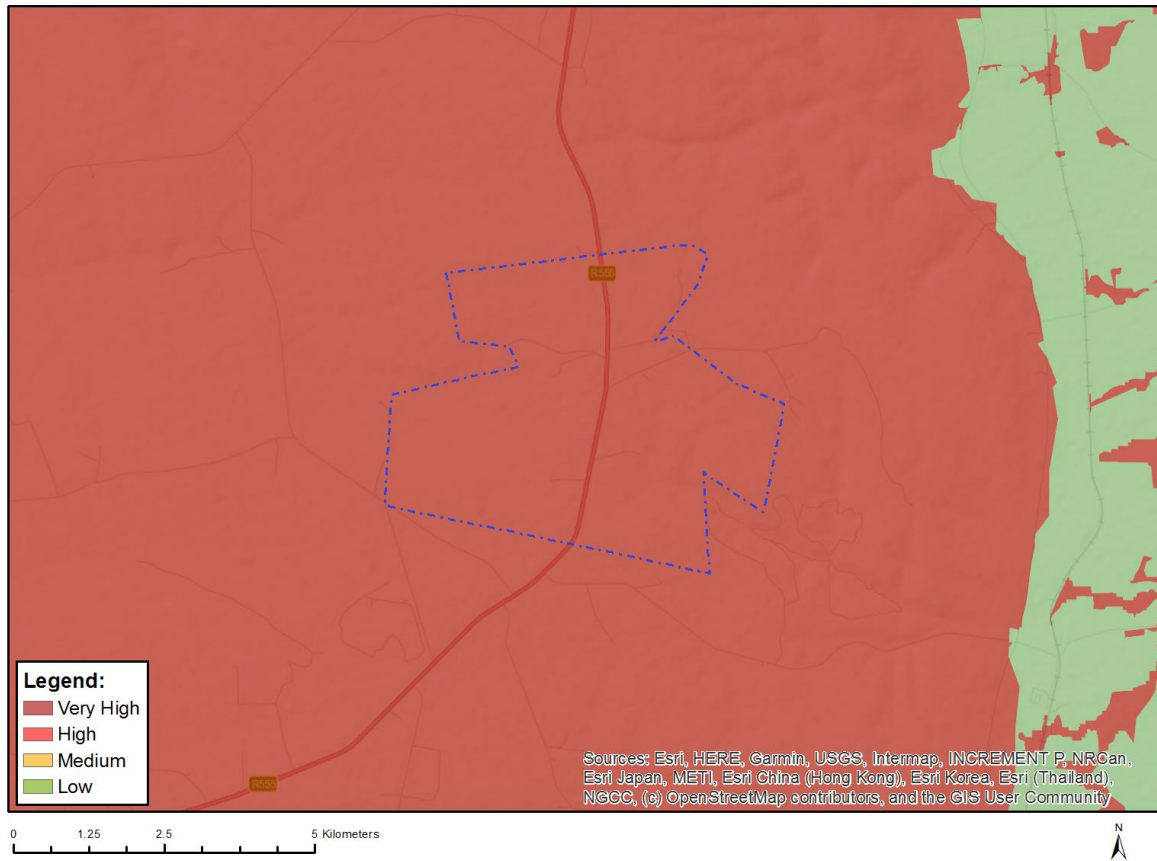 R555
Legend:
Very High
High
Medium
Low
R555
Sources: Esri, HERE, Garmin, USGS, Intermap, INCREMENT P, NRCan,
Esri Japan, METI, Esri China (Hong Kong), Esri Korea, Esri (Thailand),
NGCC, (c) OpenStreetMap contributors, and the GIS User Community
0 1.25 2.5 5 Kilometers
N